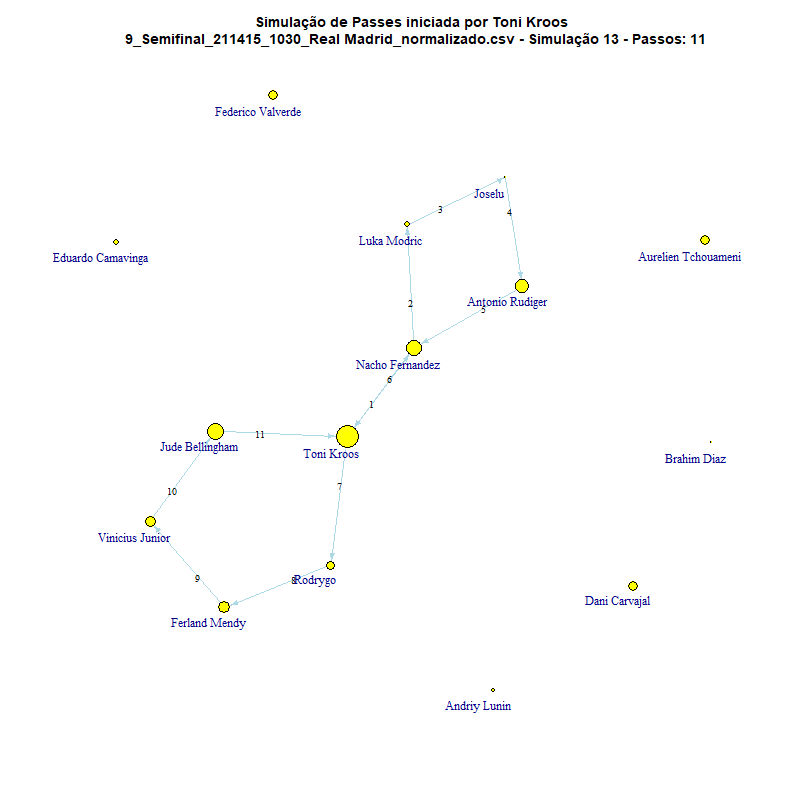 Simulação de Passes iniciada por Toni Kroos
9_Semifinal_211415_1030_Real Madrid_normalizado.csv - Simulação 13 - Passos: 11
Federico Valverde
Joselu
3
4
Luka Modric
Eduardo Camavinga
Aurelien Tchouameni
Antonio Rudiger
2
5
Nacho Fernandez
6
1
11
Jude Bellingham
Toni Kroos
Brahim Diaz
7
10
Vinicius Junior
9
8
Rodrygo
Dani Carvajal
Ferland Mendy
Andriy Lunin